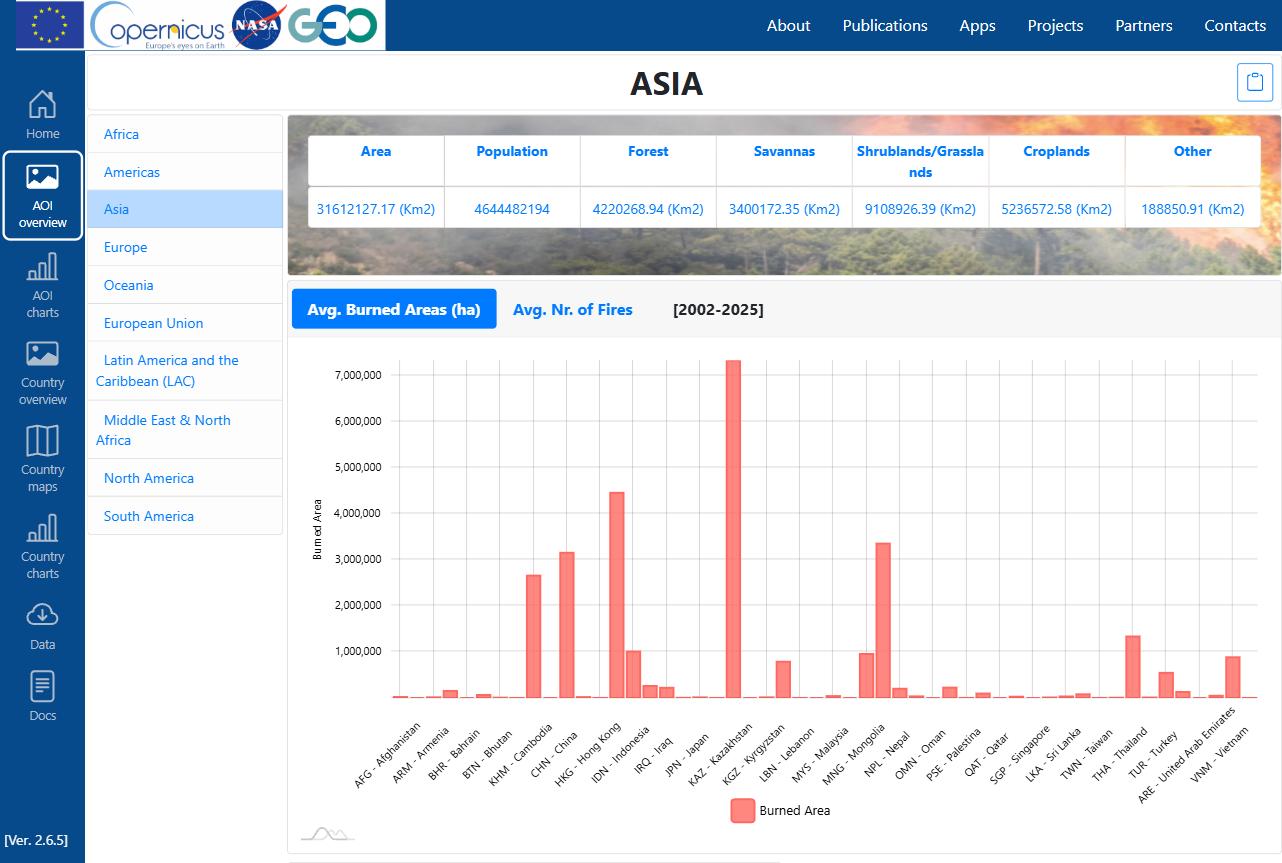 opernicus
Europe's eyes on Earth
NASA
GEO
About
Publications
Apps
Projects
Partners
Contacts
ASIA
Home
AOI
overview
AOI
charts
Country
overview
Country
maps
Country
charts
Data
Docs
[Ver. 2.6.5]
Africa
Americas
Asia
Europe
Oceania
European Union
Latin America and the
Caribbean (LAC)
Middle East & North
Africa
North America
South America
Area
Population
Forest
Savannas
Shrublands/Grassla
nds
Croplands
Other
31612127.17 (Km2)
4644482194
4220268.94 (Km2)
3400172.35 (Km2)
9108926.39 (Km2)
5236572.58 (Km2)
188850.91 (Km2)
Avg. Burned Areas (ha)
Avg. Nr. of Fires
[2002-2025]
7,000,000
6,000,000
5,000,000
4,000,000
3,000,000
2,000,000
1,000,000
Burned Area
AFG - Afghanistan
ARM - Armenia
BHR - Bahrain
BTN - Bhutan
KHM - Cambodia
CHN - China
HKG - Hong Kong
IDN - Indonesia
IRQ - Iraq
JPN - Japan
KAZ - Kazakhstan
KGZ - Kyrgyzstan
LBN - Lebanon
MYS - Malaysia
MNG - Mongolia
NPL - Nepal
OMN - Oman
PSE - Palestina
QAT - Qatar
SGP - Singapore
LKA - Sri Lanka
TWN - Taiwan
THA - Thailand
TUR - Turkey
ARE - United Arab Emirates
VNM - Vietnam
Burned Area